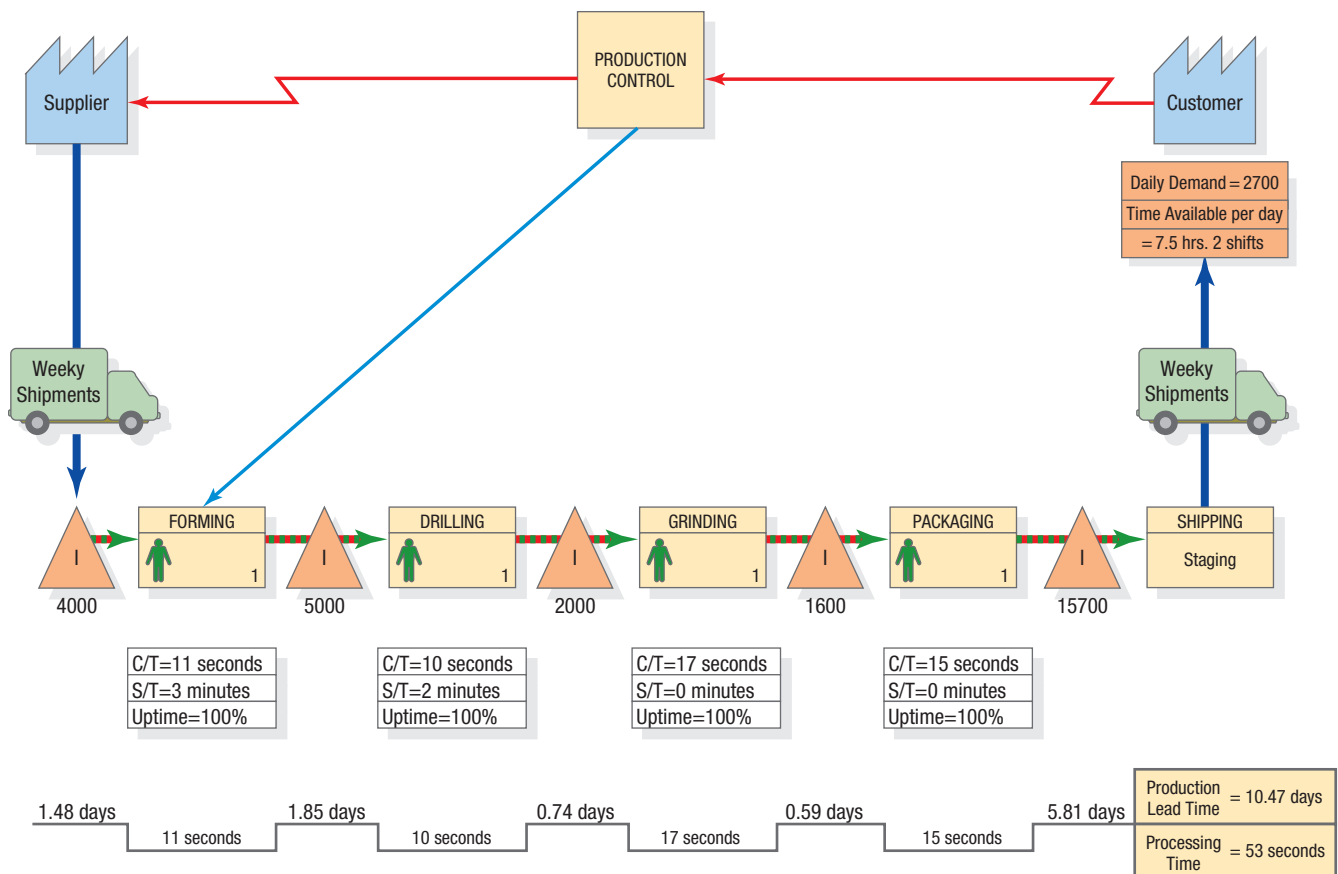 PRODUCTION
CONTROL
Supplier
Customer
Daily Demand = 2700
Time Available per day
= 7.5 hrs. 2 shifts
Weeky
Shipments
Weeky
Shipments
FORMING
DRILLING
GRINDING
PACKAGING
SHIPPING
I
1
I
1
I
1
I
1
I
Staging
4000
5000
2000
1600
15700
C/T=11 seconds
S/T=3 minutes
Uptime=100%
C/T=10 seconds
S/T=2 minutes
Uptime=100%
C/T=17 seconds
S/T=0 minutes
Uptime=100%
C/T=15 seconds
S/T=0 minutes
Uptime=100%
1.48 days
11 seconds
1.85 days
10 seconds
0.74 days
17 seconds
0.59 days
15 seconds
5.81 days
Production
Lead Time = 10.47 days
Processing
Time = 53 seconds